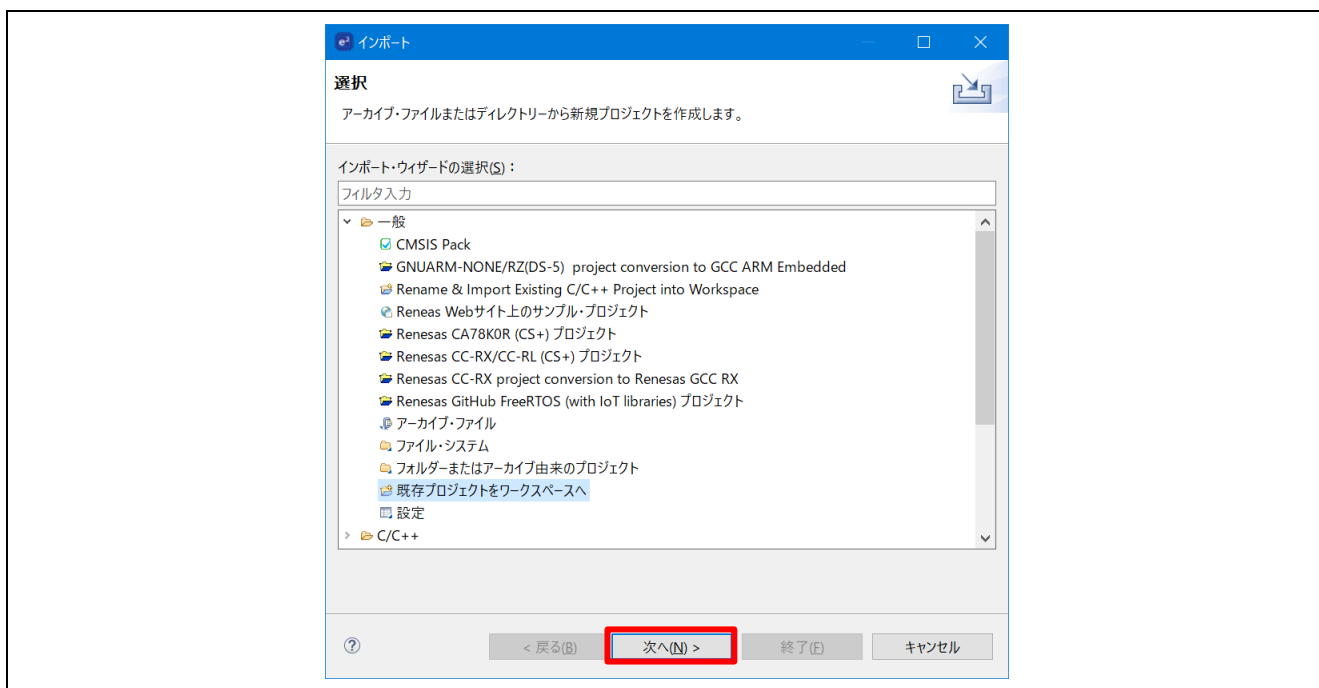 e² インポート
選択
アーカイブ・ファイルまたはディレクトリーから新規プロジェクトを作成します。
インポート・ウィザードの選択(S)：
フィルタ入力
一般
CMSIS Pack
GNUARM-NONE/RZ(DS-5) project conversion to GCC ARM Embedded
Rename & Import Existing C/C++ Project into Workspace
Reneas Webサイト上のサンプル・プロジェクト
Renesas CA78K0R (CS+) プロジェクト
Renesas CC-RX/CC-RL (CS+) プロジェクト
Renesas CC-RX project conversion to Renesas GCC RX
Renesas GitHub FreeRTOS (with IoT libraries) プロジェクト
アーカイブ・ファイル
ファイル・システム
フォルダーまたはアーカイブ由来のプロジェクト
既存プロジェクトをワークスペースへ
設定
C/C++
? < 戻る(B) 次へ(N) > 終了(F) キャンセル